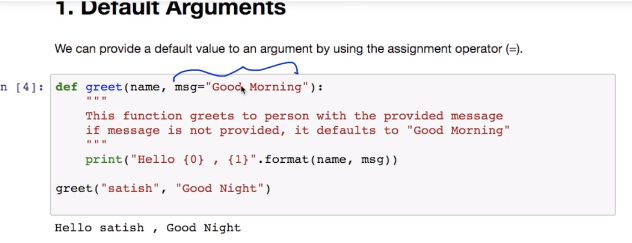 1. Default Arguments
We can provide a default value to an argument by using the assignment operator (=).
n [4]: def greet(name, msg="Good Morning"):
"""
This function greets to person with the provided message
if message is not provided, it defaults to "Good Morning"
"""
print("Hello {0} , {1}".format(name, msg))
greet("satish", "Good Night")
Hello satish , Good Night